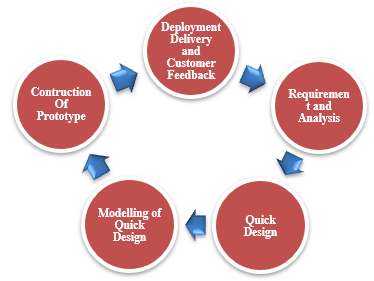 Deployment
Delivery
and
Customer
Feedback
Requiremen
t and
Analysis
Quick
Design
Modelling of
Quick
Design
Contruction
Of
Prototype